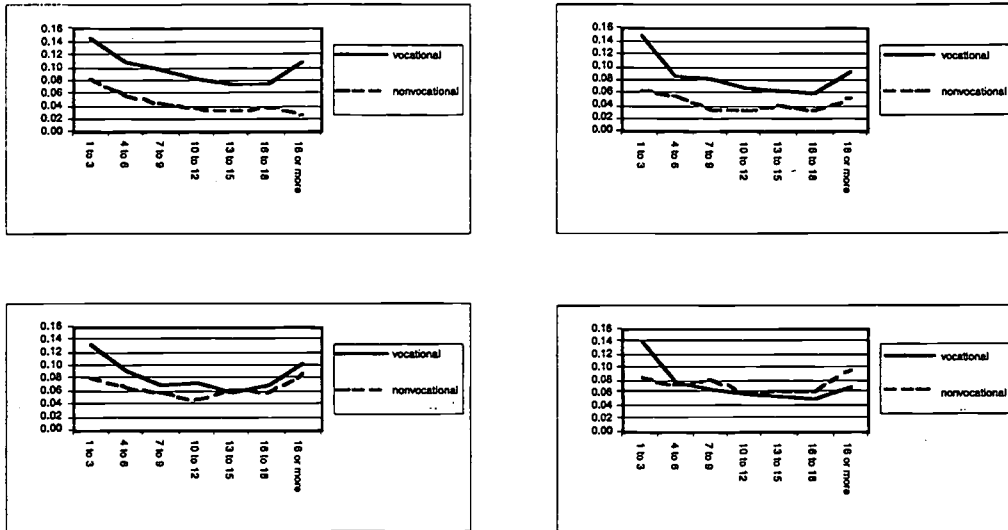 0.16
0.14
0.12
0.10
0.08
0.06
0.04
0.02
0.00
1 to 3
4 to 6
7 to 9
10 to 12
13 to 15
16 to 18
16 or more
vocational
nonvocational
0.16
0.14
0.12
0.10
0.08
0.06
0.04
0.02
0.00
1 to 3
4 to 6
7 to 9
10 to 12
13 to 15
16 to 18
16 or more
vocational
nonvocational
0.16
0.14
0.12
0.10
0.08
0.06
0.04
0.02
0.00
1 to 3
4 to 6
7 to 9
10 to 12
13 to 15
16 to 18
16 or more
vocational
nonvocational
0.16
0.14
0.12
0.10
0.08
0.06
0.04
0.02
0.00
1 to 3
4 to 6
7 to 9
10 to 12
13 to 15
16 to 18
16 or more
vocational
nonvocational